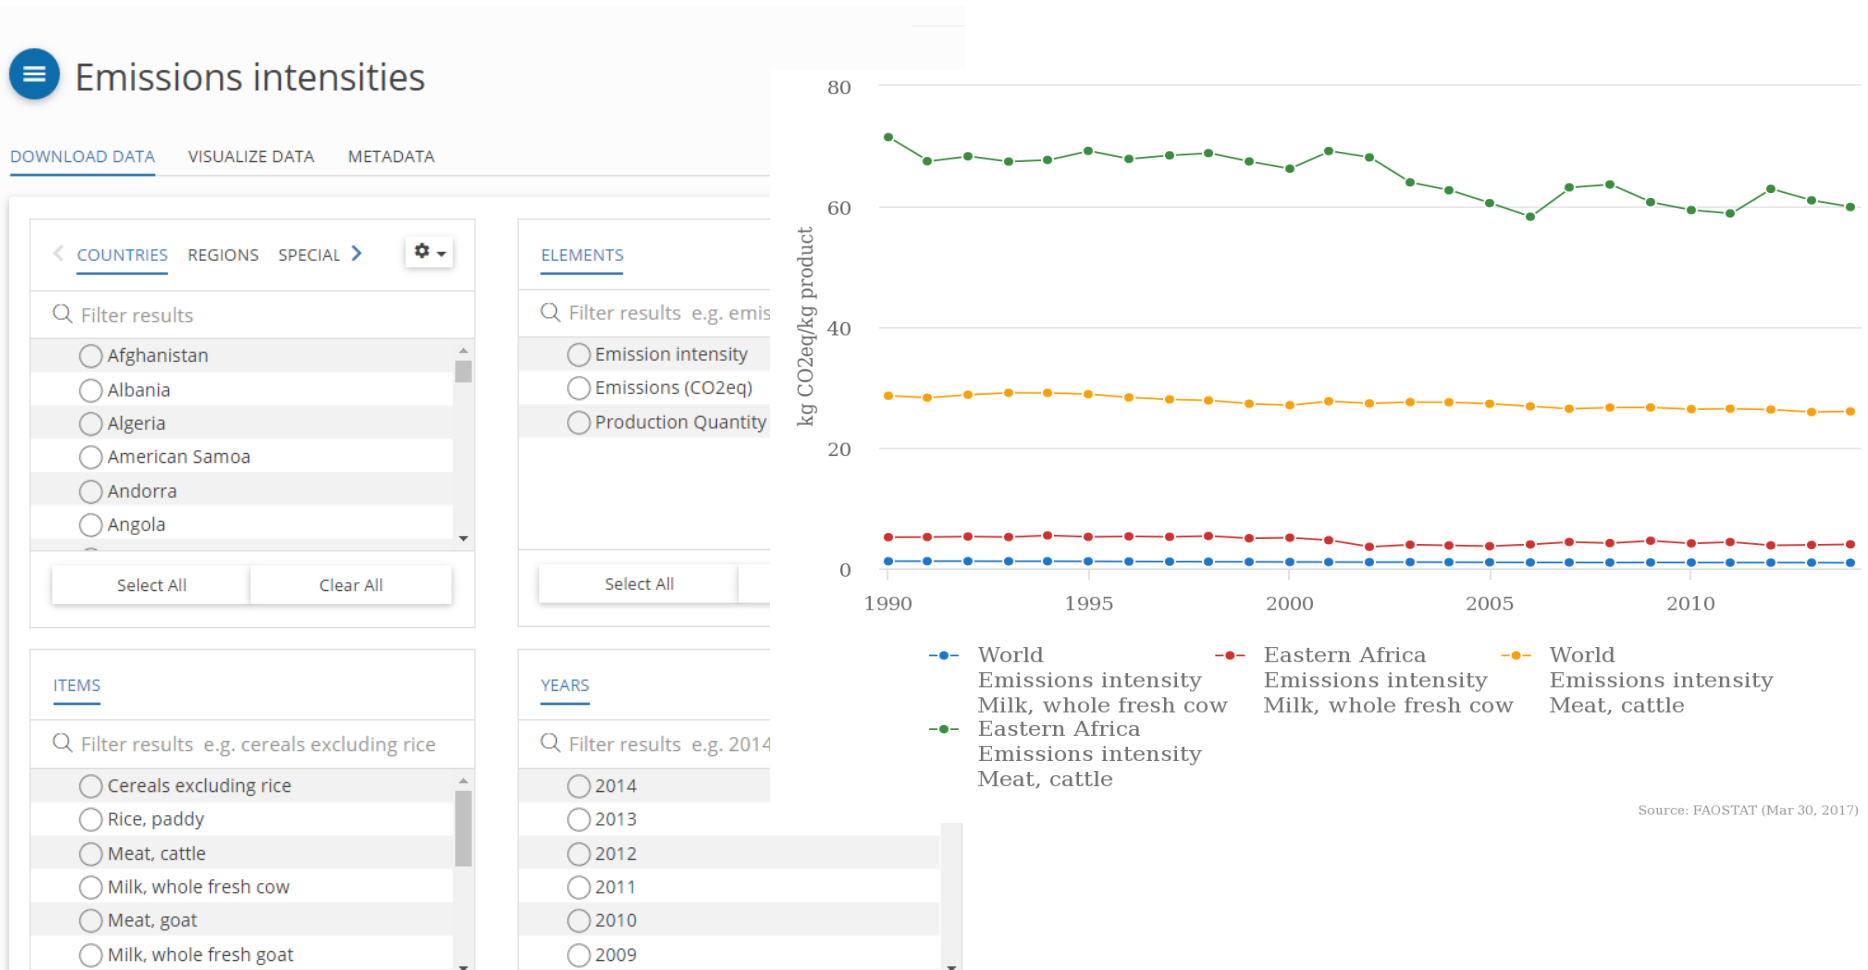 Emissions intensities
DOWNLOAD DATA VISUALIZE DATA METADATA
COUNTRIES REGIONS SPECIAL
Filter results
Afghanistan
Albania
Algeria
American Samoa
Andorra
Angola
Select All Clear All
ELEMENTS
Filter results e.g. emis
Emission intensity
Emissions (CO2eq)
Production Quantity
Select All
ITEMS
Filter results e.g. cereals excluding rice
Cereals excluding rice
Rice, paddy
Meat, cattle
Milk, whole fresh cow
Meat, goat
Milk, whole fresh goat
YEARS
Filter results e.g. 2014
2014
2013
2012
2011
2010
2009
80
60
40
20
0
kg CO2eq/kg product
1990 1995 2000 2005 2010
World
Emissions intensity
Milk, whole fresh cow
Eastern Africa
Emissions intensity
Milk, whole fresh cow
World
Emissions intensity
Meat, cattle
Eastern Africa
Emissions intensity
Meat, cattle
Source: FAOSTAT (Mar 30, 2017)